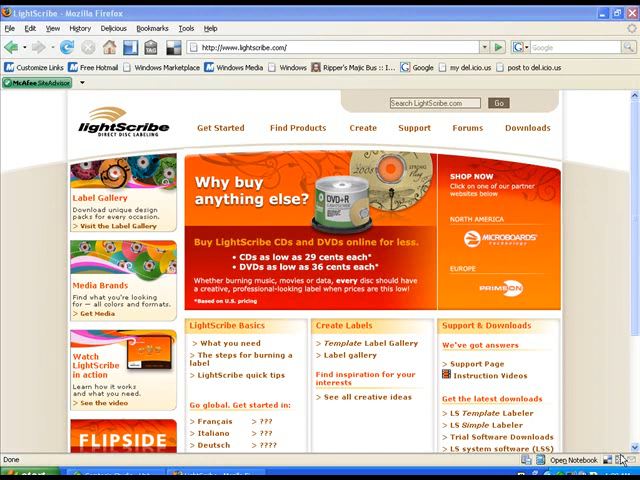 LightScribe - Mozilla Firefox
File Edit View History Bookmarks Delicious Tools Help
TAG
http://www.lightscribe.com/
Google
Customize Links Free Hotmail Windows Marketplace Windows Media Windows Ripper's Majic Bus :: I... Google my del.icio.us post to del.icio.us
McAfee SiteAdvisor
Search LightScribe.com Go
lightScribe
DIRECT DISC LABELING
Get Started Find Products Create Support Forums Downloads
Label Gallery
Download unique design
packs for every occasion.
> Visit the Label Gallery
Media Brands
Find what you're looking
for — all colors and formats.
> Get Media
Watch
LightScribe
in action
Learn how it works
and what you need.
> See the video
FLIPSIDE
Why buy
anything else?
2008
DVD+R
Buy LightScribe CDs and DVDs online for less.
• CDs as low as 29 cents each*
• DVDs as low as 36 cents each*
Whether burning music, movies or data, every disc should have
a creative, professional-looking label when prices are this low!
*Based on U.S. pricing
SHOP NOW
Click on one of our partner
websites below.
NORTH AMERICA
MICROBOARDS
technology
EUROPE
PRIMEON
LightScribe Basics
> What you need
> The steps for burning a
label
> LightScribe quick tips
Go global. Get started in:
> Français > ???
> Italiano > ??
> Deutsch > ????
Create Labels
> Template Label Gallery
> Label gallery
Find inspiration for your
interests
> See all creative ideas
Support & Downloads
We've got answers
> Support Page
Instruction Videos
Get the latest downloads
> LS Template Labeler
> LS Simple Labeler
> Trial Software Downloads
> LS system software (LSS)
Done
Open Notebook